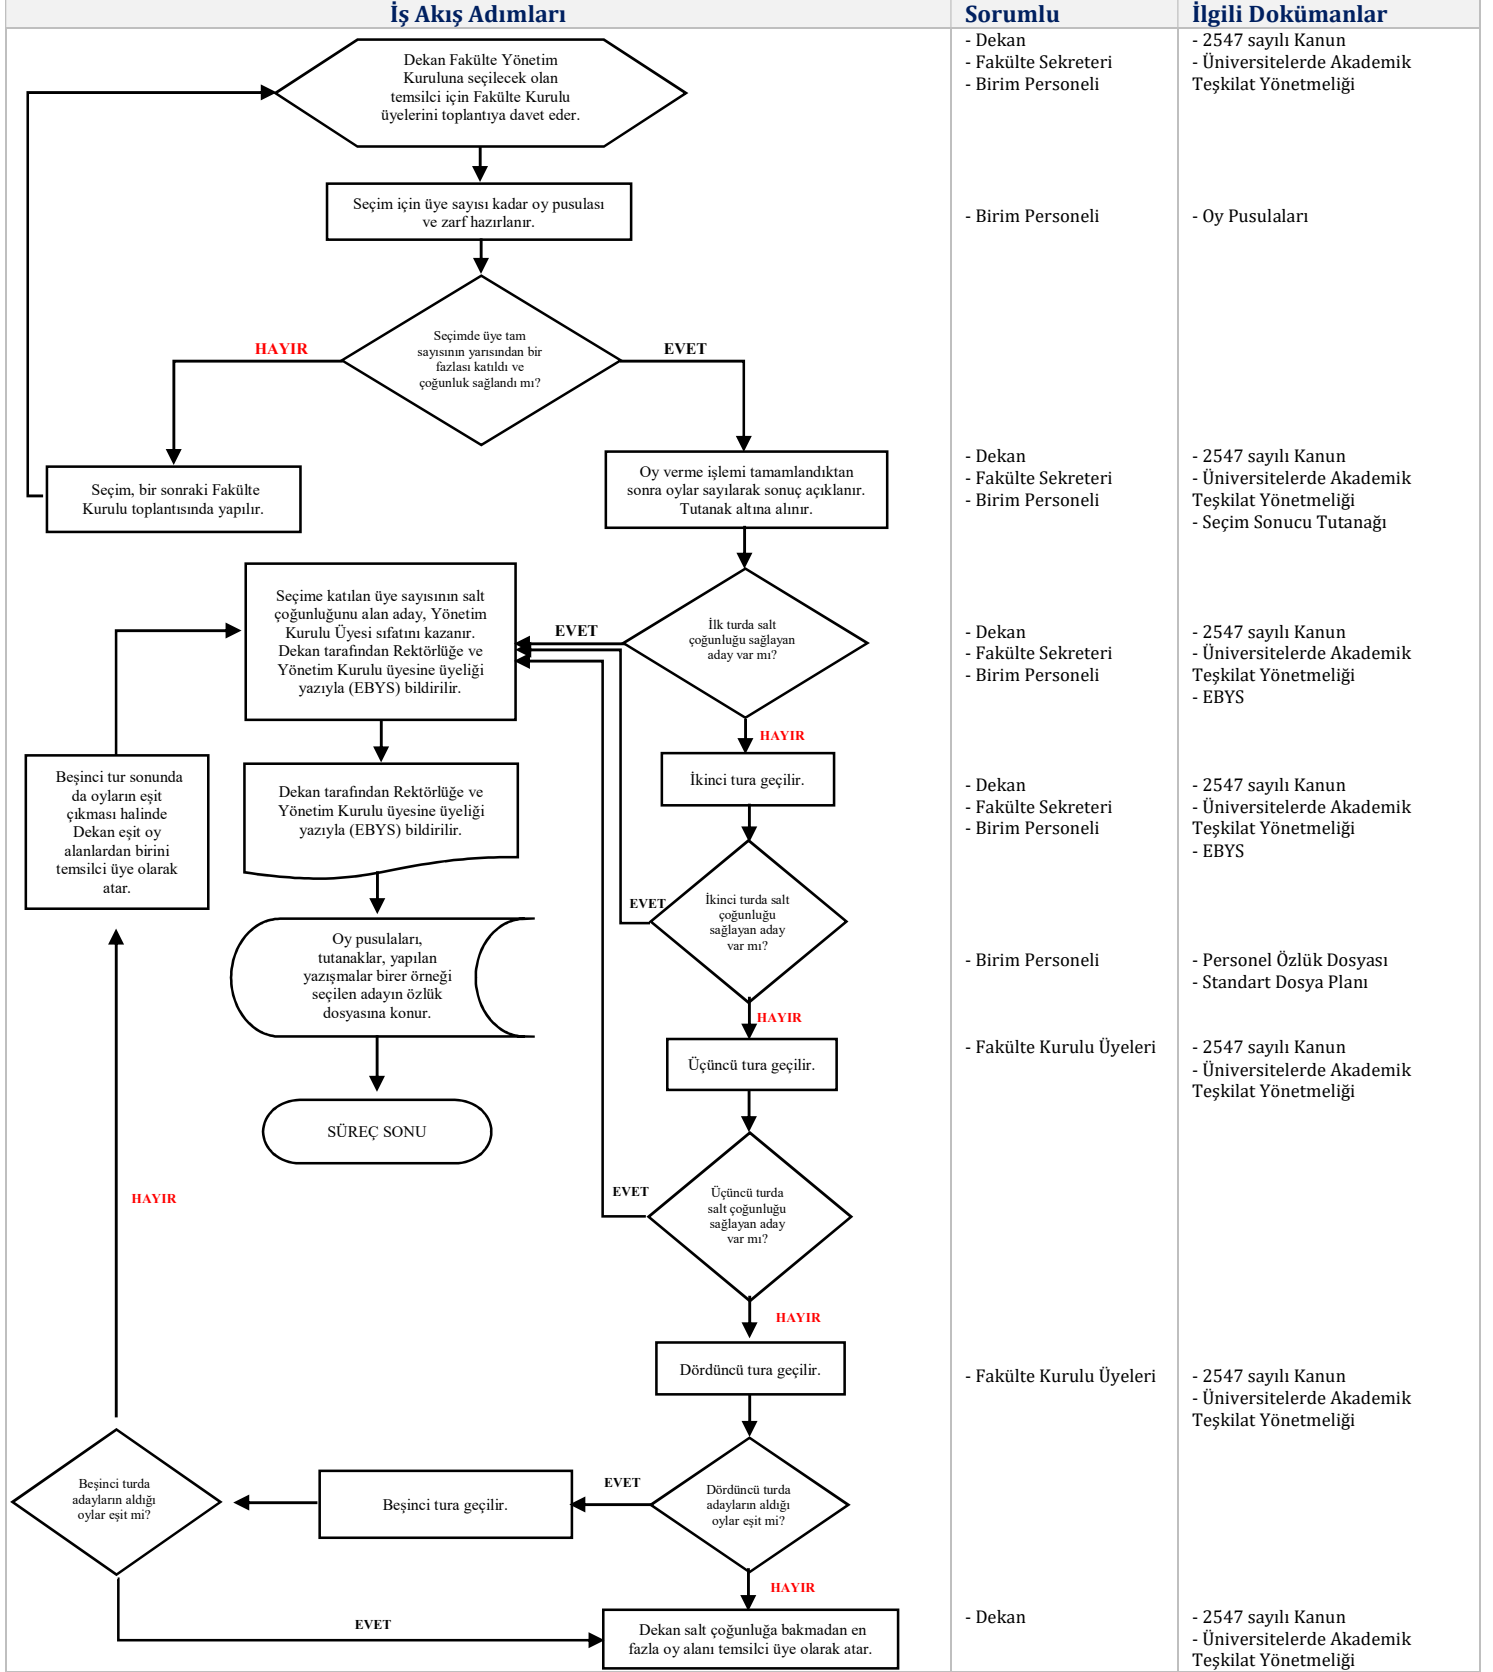 İş Akış Adımları
Sorumlu
İlgili Dokümanlar
Dekan Fakülte Yönetim
Kuruluna seçilecek olan
temsilci için Fakülte Kurulu
üyelerini toplantıya davet eder.
- Dekan
- Fakülte Sekreteri
- Birim Personeli
- 2547 sayılı Kanun
- Üniversitelerde Akademik
Teşkilat Yönetmeliği
Seçim için üye sayısı kadar oy pusulası
ve zarf hazırlanır.
- Birim Personeli
- Oy Pusulaları
Seçimde üye tam
sayısının yarısından bir
fazlası katıldı ve
çoğunluk sağlandı mı?
HAYIR
EVET
Seçim, bir sonraki Fakülte
Kurulu toplantısında yapılır.
Oy verme işlemi tamamlandıktan
sonra oylar sayılarak sonuç açıklanır.
Tutanak altına alınır.
- Dekan
- Fakülte Sekreteri
- Birim Personeli
- 2547 sayılı Kanun
- Üniversitelerde Akademik
Teşkilat Yönetmeliği
- Seçim Sonucu Tutanağı
Seçime katılan üye sayısının salt
çoğunluğunu alan aday, Yönetim
Kurulu Üyesi sıfatını kazanır.
Dekan tarafından Rektörlüğe ve
Yönetim Kurulu üyesine üyeliği
yazıyla (EBYS) bildirilir.
EVET
İlk turda salt
çoğunluğu sağlayan
aday var mı?
- Dekan
- Fakülte Sekreteri
- Birim Personeli
- 2547 sayılı Kanun
- Üniversitelerde Akademik
Teşkilat Yönetmeliği
- EBYS
HAYIR
Beşinci tur sonunda
da oyların eşit
çıkması halinde
Dekan eşit oy
alanlardan birini
temsilci üye olarak
atar.
Dekan tarafından Rektörlüğe ve
Yönetim Kurulu üyesine üyeliği
yazıyla (EBYS) bildirilir.
İkinci tura geçilir.
- Dekan
- Fakülte Sekreteri
- Birim Personeli
- 2547 sayılı Kanun
- Üniversitelerde Akademik
Teşkilat Yönetmeliği
- EBYS
EVET
İkinci turda salt
çoğunluğu
sağlayan aday
var mı?
Oy pusulaları,
tutanaklar, yapılan
yazışmalar birer örneği
seçilen adayın özlük
dosyasına konur.
- Birim Personeli
- Personel Özlük Dosyası
- Standart Dosya Planı
HAYIR
Üçüncü tura geçilir.
- Fakülte Kurulu Üyeleri
- 2547 sayılı Kanun
- Üniversitelerde Akademik
Teşkilat Yönetmeliği
SÜREÇ SONU
HAYIR
EVET
Üçüncü turda
salt çoğunluğu
sağlayan aday
var mı?
HAYIR
Dördüncü tura geçilir.
- Fakülte Kurulu Üyeleri
- 2547 sayılı Kanun
- Üniversitelerde Akademik
Teşkilat Yönetmeliği
Beşinci turda
adayların aldığı
oylar eşit mi?
Beşinci tura geçilir.
EVET
Dördüncü turda
adayların aldığı
oylar eşit mi?
HAYIR
EVET
Dekan salt çoğunluğa bakmadan en
fazla oy alanı temsilci üye olarak atar.
- Dekan
- 2547 sayılı Kanun
- Üniversitelerde Akademik
Teşkilat Yönetmeliği